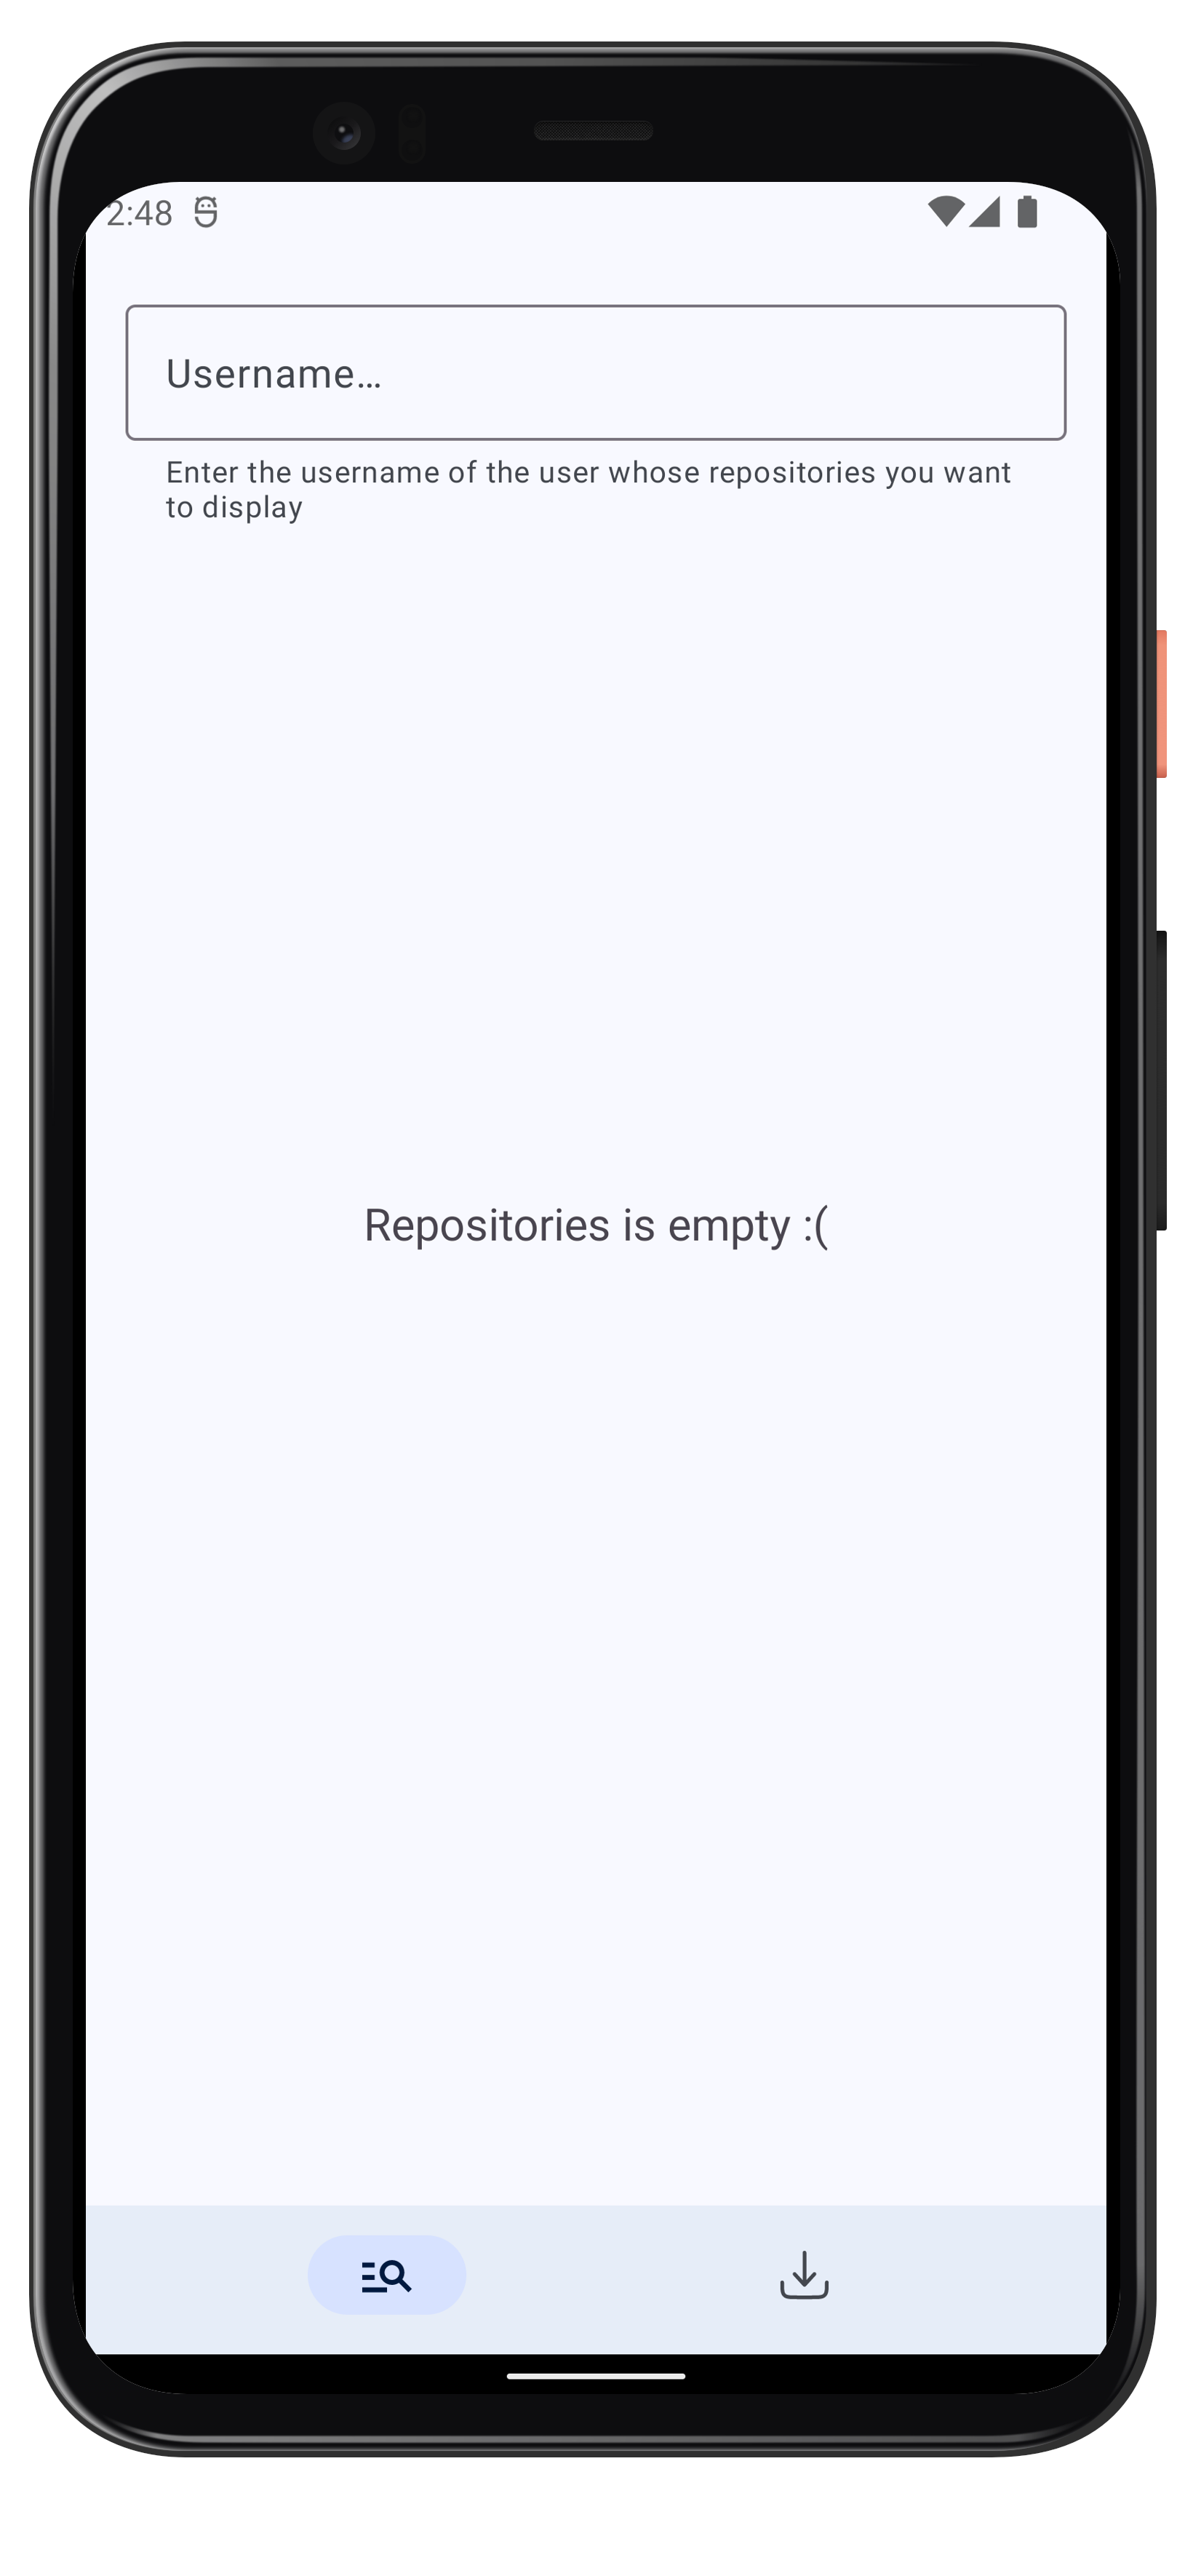 2:48
Username…
Enter the username of the user whose repositories you want
to display
Repositories is empty :(